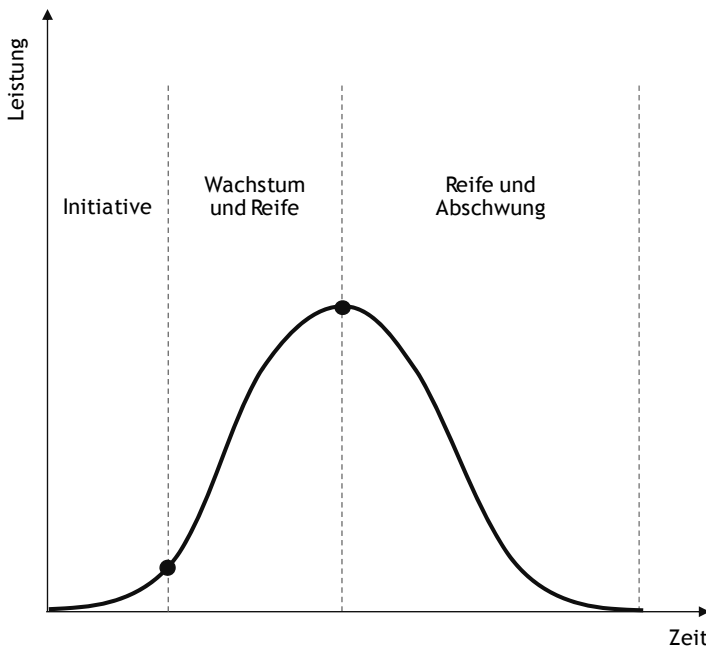 Leistung
Initiative
Wachstum
und Reife
Reife und
Abschwung
Zeit